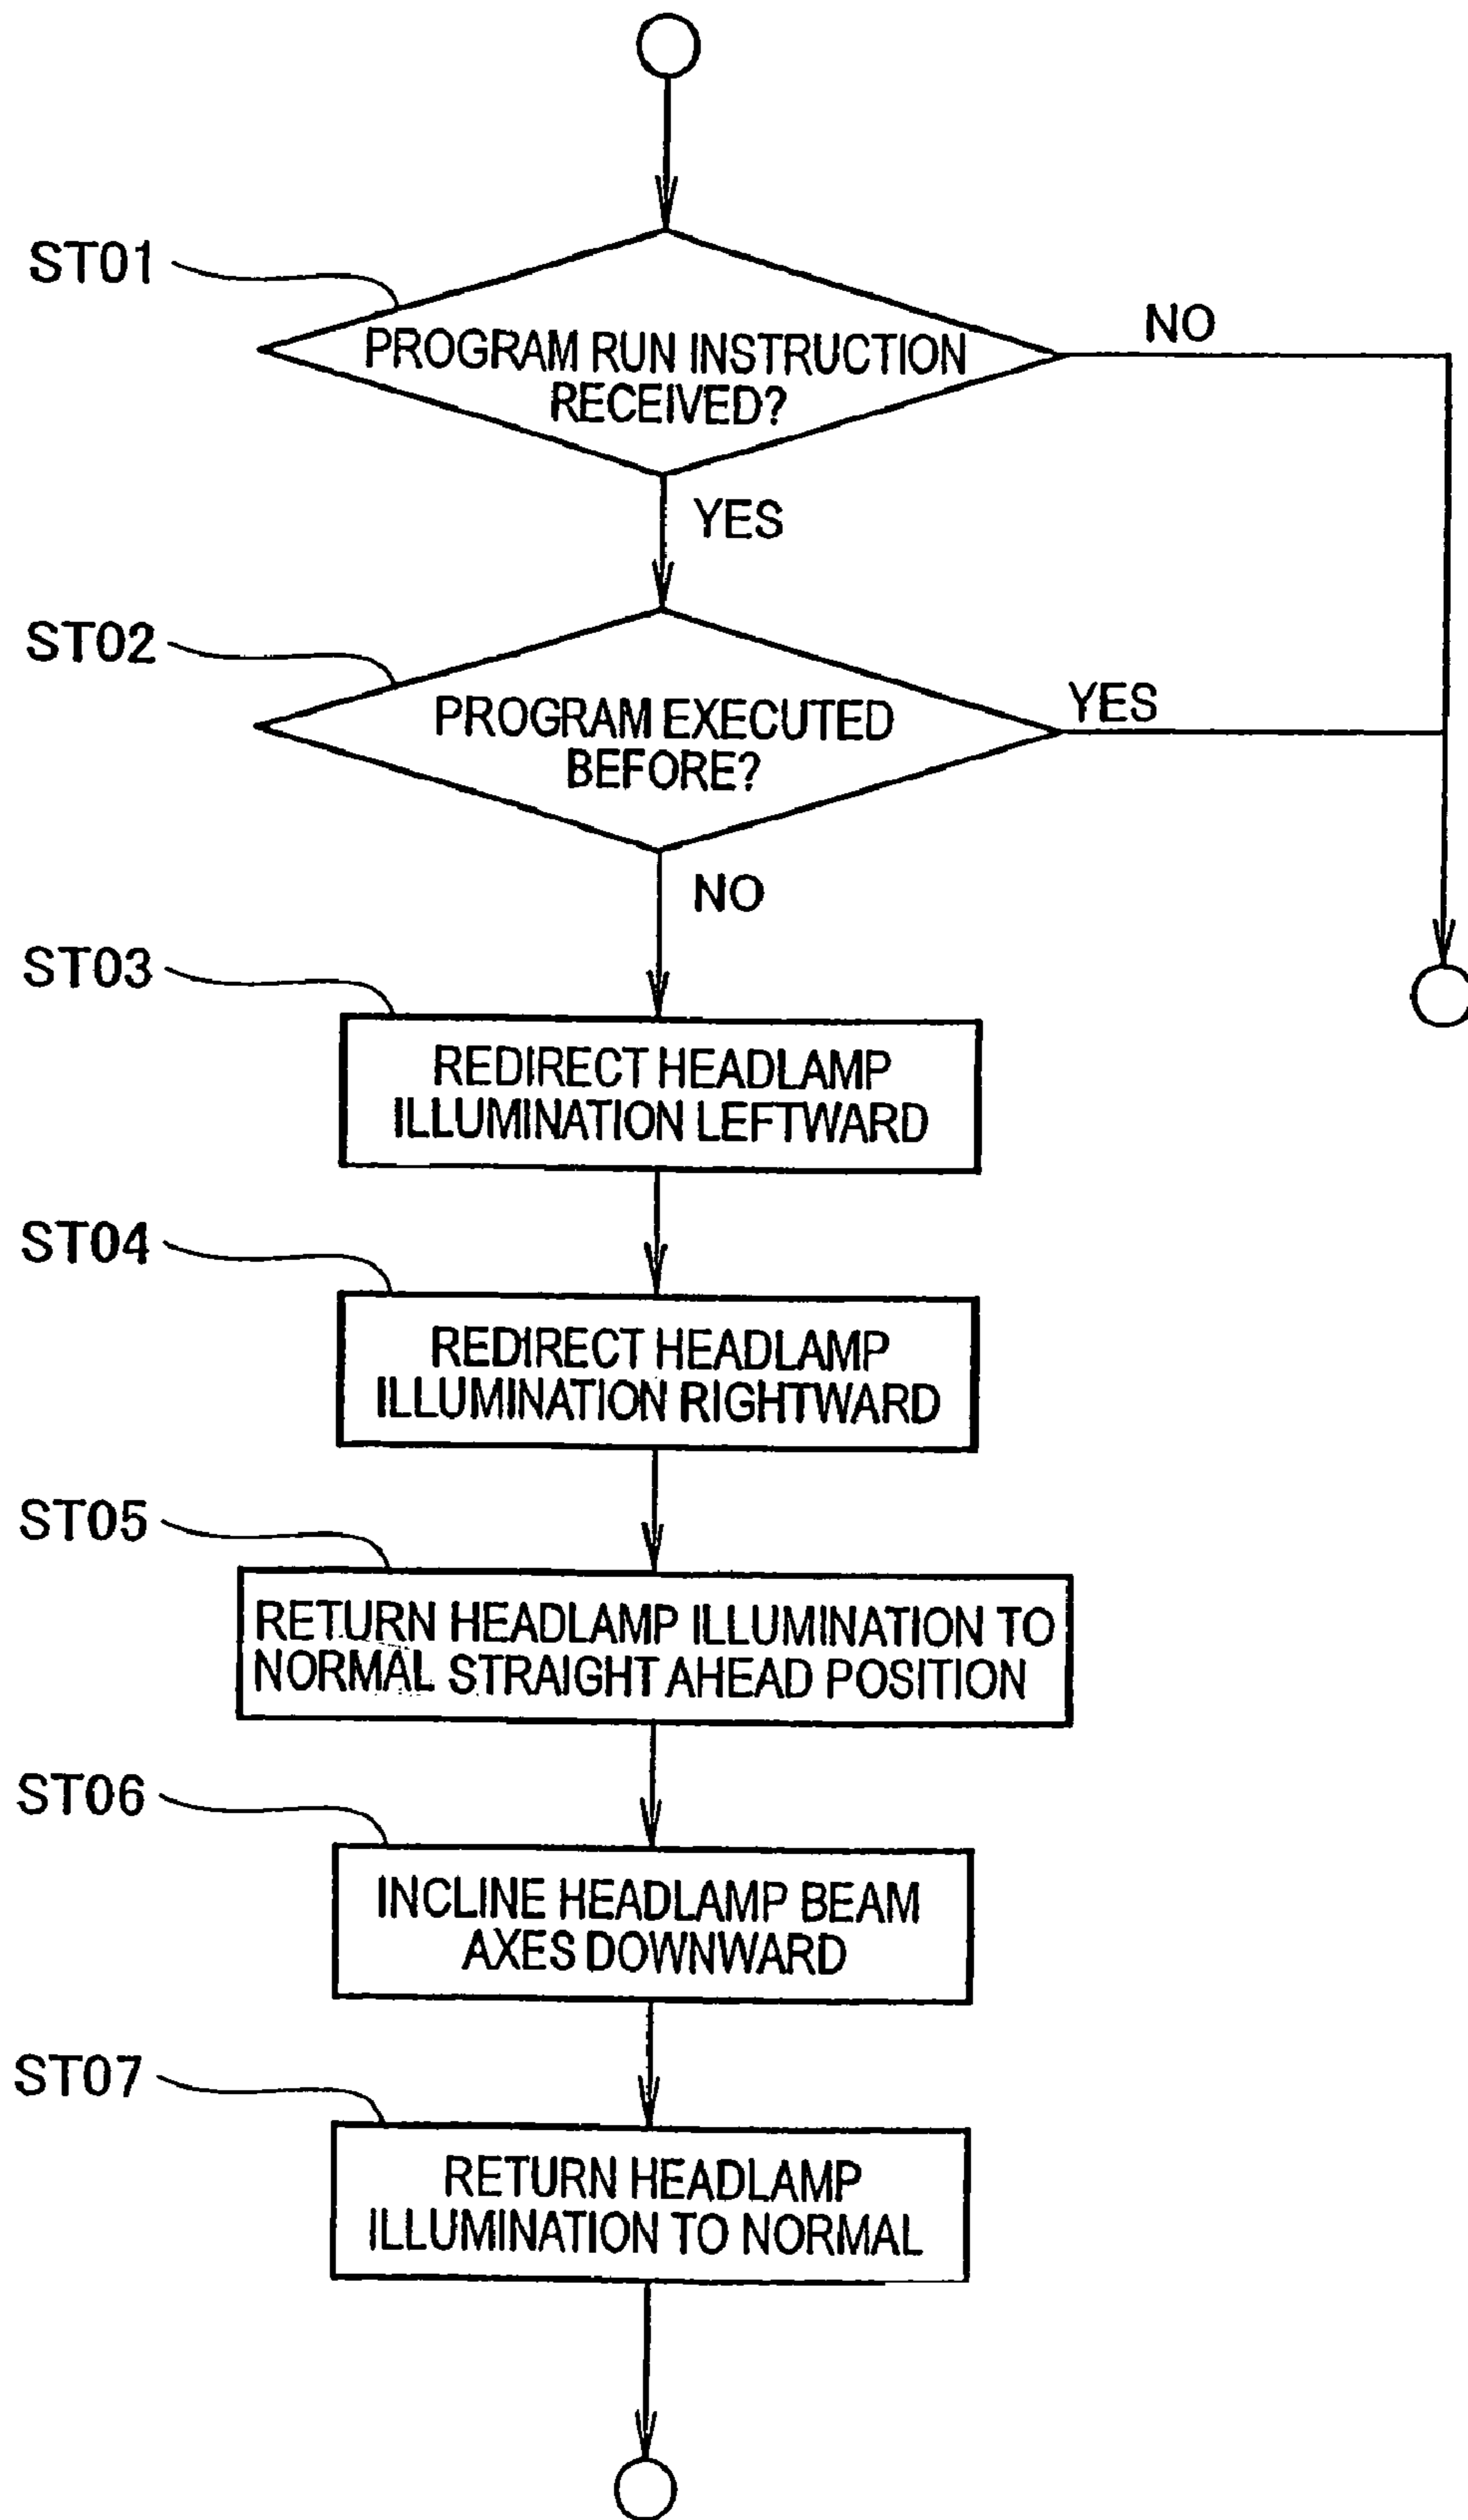 ST01
PROGRAM RUN INSTRUCTION
RECEIVED?
NO
YES
ST02
PROGRAM EXECUTED
BEFORE?
YES
NO
ST03
REDIRECT HEADLAMP
ILLUMINATION LEFTWARD
ST04
REDIRECT HEADLAMP
ILLUMINATION RIGHTWARD
ST05
RETURN HEADLAMP ILLUMINATION TO
NORMAL STRAIGHT AHEAD POSITION
ST06
INCLINE HEADLAMP BEAM
AXES DOWNWARD
ST07
RETURN HEADLAMP
ILLUMINATION TO NORMAL